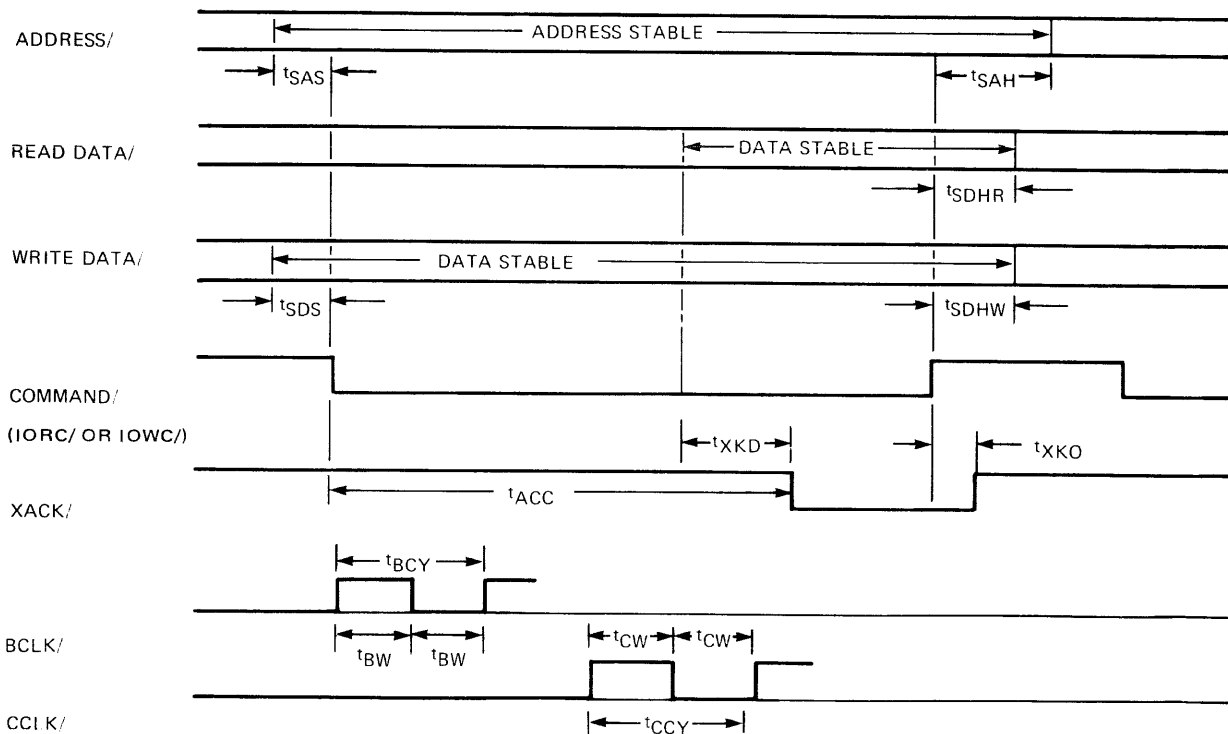 ADDRESS/
ADDRESS STABLE
tSAS
tSAH
READ DATA/
DATA STABLE
tSDHR
WRITE DATA/
DATA STABLE
tSDS
tSDHW
COMMAND/
(IORC/ OR IOWC/)
tXKD
tXKO
XACK/
tACC
tBCY
BCLK/
tBW
tBW
tCW
tCW
CCLK/
tCCY